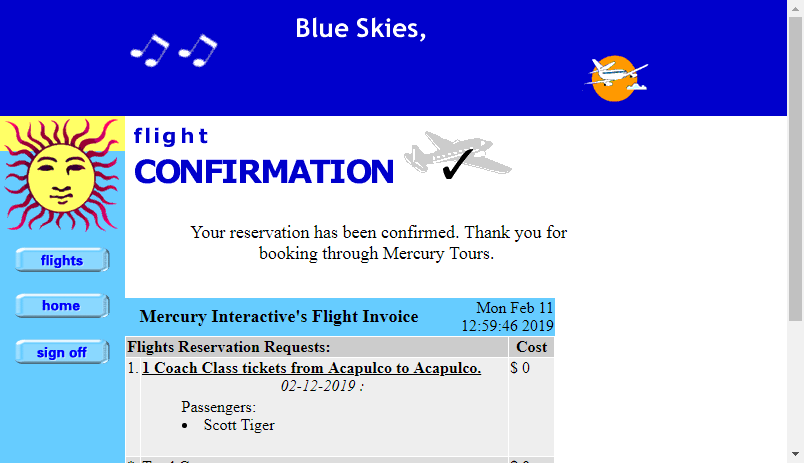 Blue Skies,
flight
CONFIRMATION
Your reservation has been confirmed. Thank you for
booking through Mercury Tours.
flights
home
sign off
Mercury Interactive's Flight Invoice
Mon Feb 11
12:59:46 2019
Flights Reservation Requests: Cost
1. 1 Coach Class tickets from Acapulco to Acapulco. $ 0
02-12-2019 :
Passengers:
• Scott Tiger